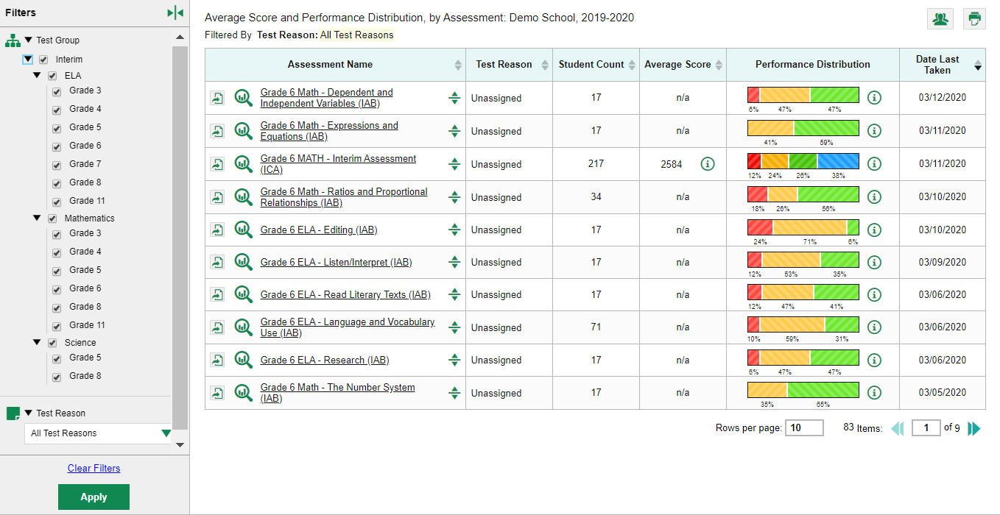 Filters
Test Group
Interim
ELA
Grade 3
Grade 4
Grade 5
Grade 6
Grade 7
Grade 8
Grade 11
Mathematics
Grade 3
Grade 4
Grade 5
Grade 6
Grade 8
Grade 11
Science
Grade 5
Grade 8
Test Reason
All Test Reasons
Clear Filters
Apply
Average Score and Performance Distribution, by Assessment: Demo School, 2019-2020
Filtered By Test Reason: All Test Reasons
Assessment Name Test Reason Student Count Average Score Performance Distribution Date Last
Taken
Grade 6 Math - Dependent and
Independent Variables (IAB) Unassigned 17 n/a 03/12/2020
6% 47% 47%
Grade 6 Math - Expressions and
Equations (IAB) Unassigned 17 n/a 03/11/2020
41% 59%
Grade 6 MATH - Interim Assessment
(ICA) Unassigned 217 2584 03/11/2020
12% 24% 26% 38%
Grade 6 Math - Ratios and Proportional
Relationships (IAB) Unassigned 34 n/a 03/10/2020
18% 26% 56%
Grade 6 ELA - Editing (IAB) Unassigned 17 n/a 03/10/2020
24% 71% 6%
Grade 6 ELA - Listen/Interpret (IAB) Unassigned 17 n/a 03/09/2020
12% 53% 35%
Grade 6 ELA - Read Literary Texts (IAB) Unassigned 17 n/a 03/06/2020
12% 47% 41%
Grade 6 ELA - Language and Vocabulary
Use (IAB) Unassigned 71 n/a 03/06/2020
10% 59% 31%
Grade 6 ELA - Research (IAB) Unassigned 17 n/a 03/06/2020
6% 47% 47%
Grade 6 Math - The Number System
(IAB) Unassigned 17 n/a 03/05/2020
35% 65%
Rows per page: 10 83 Items: 1 of 9